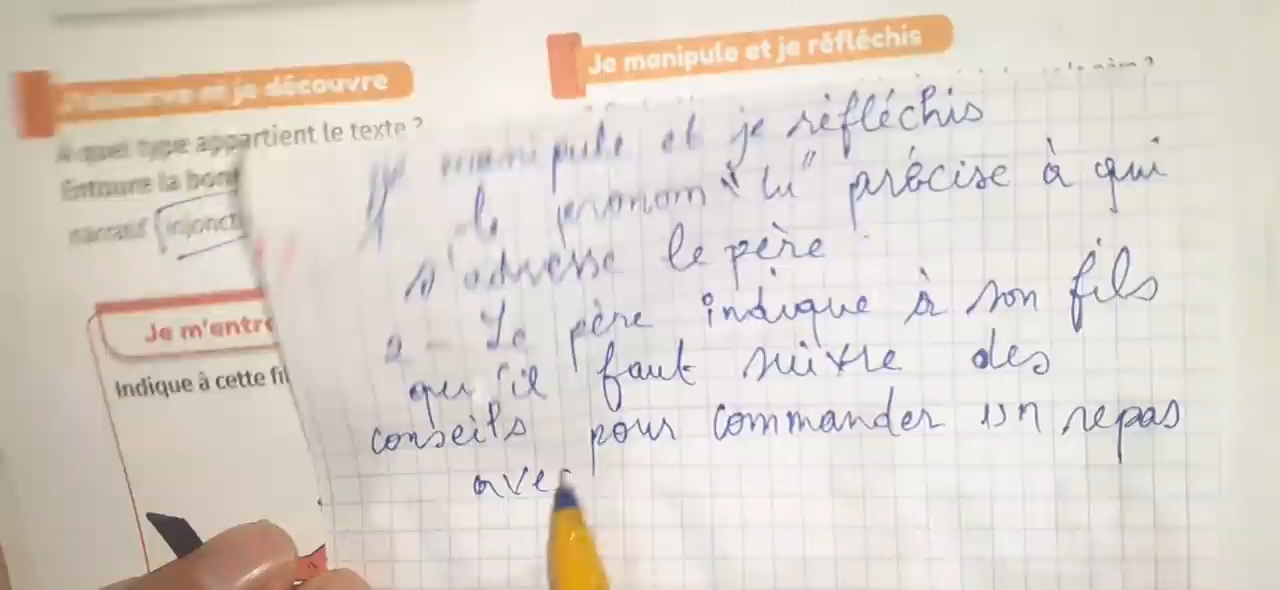 Je manipule et je réfléchis
et je découvre
A quel type appartient le texte ?
Entoure la bon
narratif injonct
Je m'entr
Indique à cette fil
manipule et je réfléchis
1 - le pronom "tu" précise à qui
s'adresse le père
2 - Le père indique à son fils
qu'il faut suivre des
conseils pour commander un repas
avec